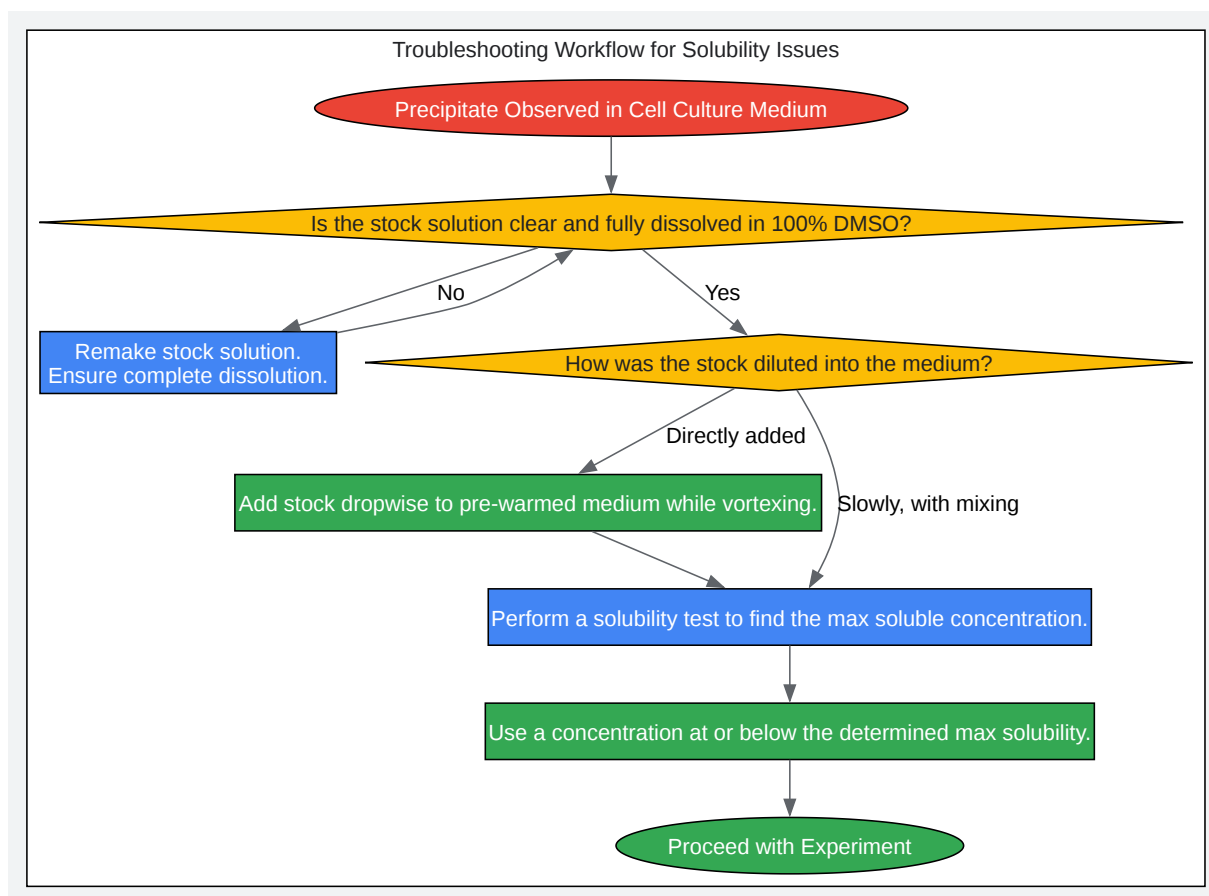 Troubleshooting Workflow for Solubility Issues
Precipitate Observed in Cell Culture Medium
Is the stock solution clear and fully dissolved in 100% DMSO?
No
Yes
Remake stock solution.
Ensure complete dissolution.
How was the stock diluted into the medium?
Directly added
Add stock dropwise to pre-warmed medium while vortexing.
Slowly, with mixing
Perform a solubility test to find the max soluble concentration.
Use a concentration at or below the determined max solubility.
Proceed with Experiment